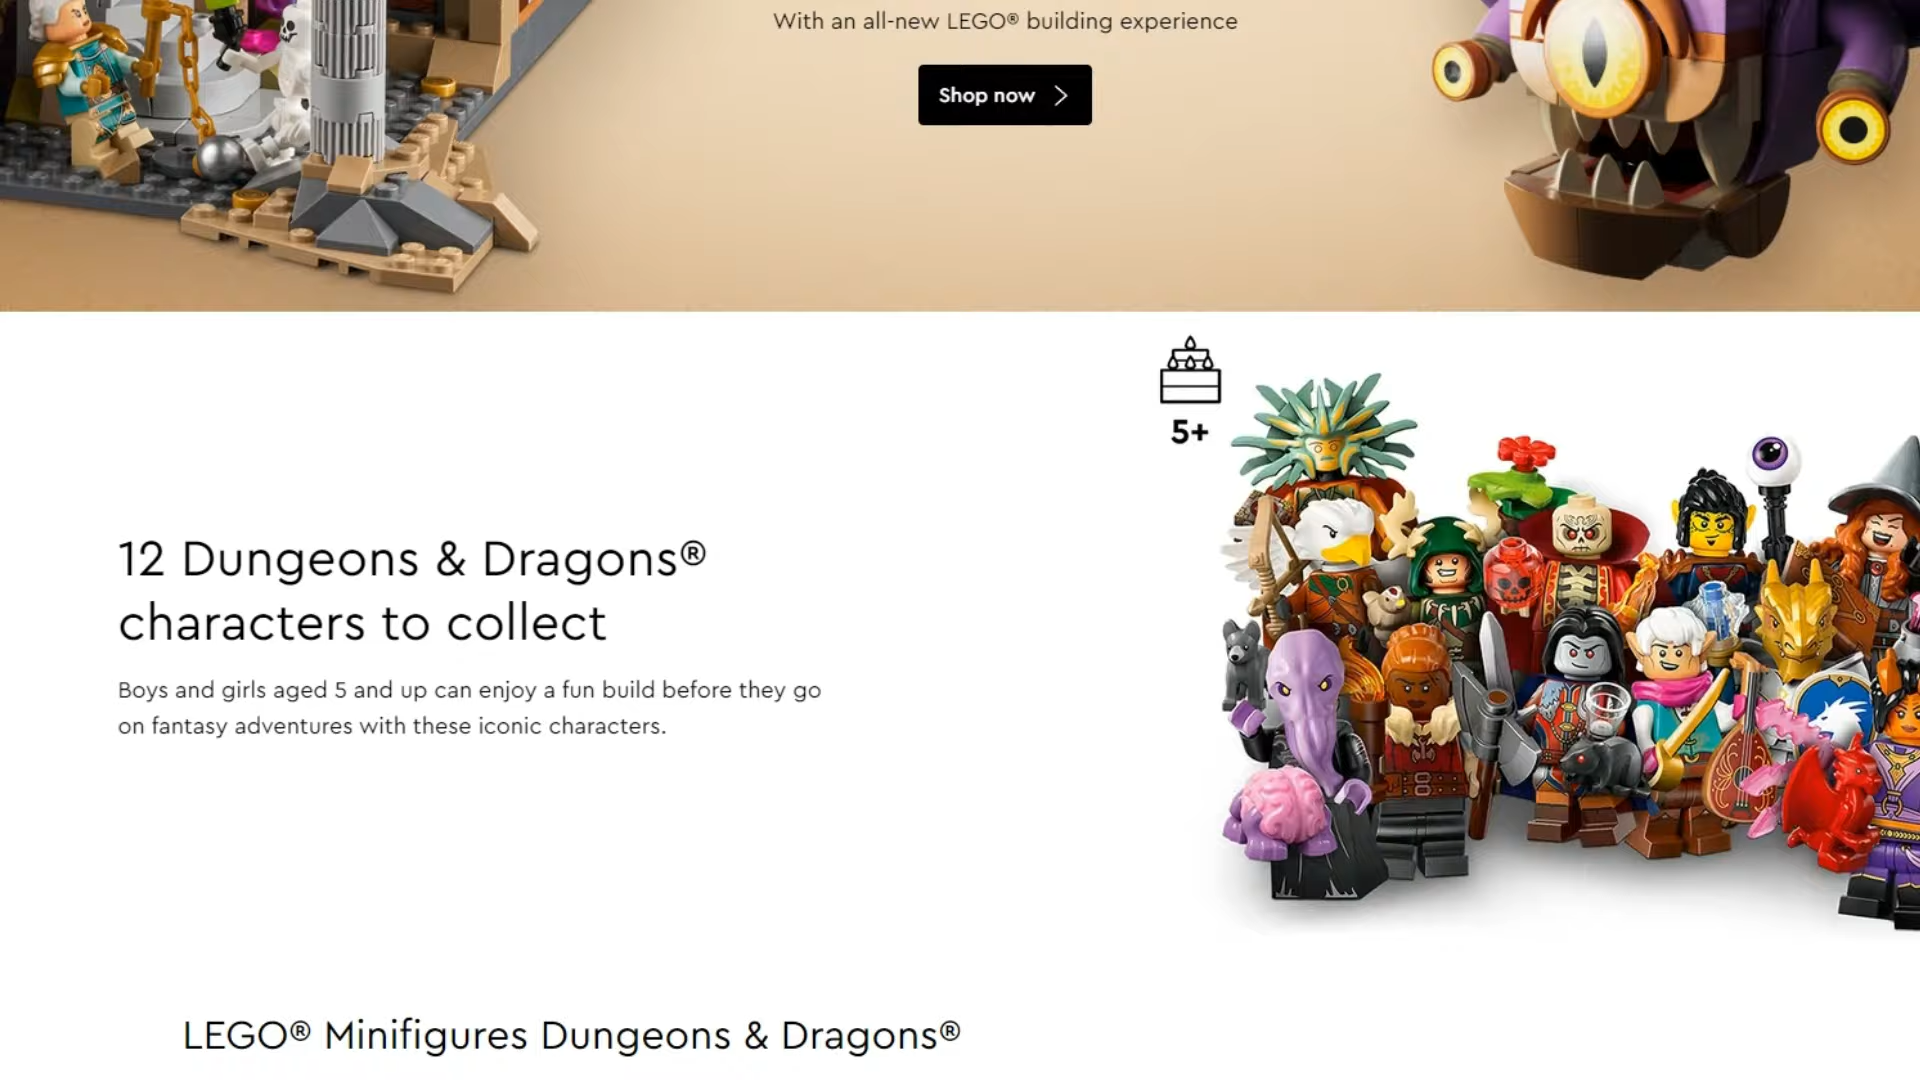 With an all-new LEGO® building experience
Shop now
5+
12 Dungeons & Dragons®
characters to collect
Boys and girls aged 5 and up can enjoy a fun build before they go
on fantasy adventures with these iconic characters.
LEGO® Minifigures Dungeons & Dragons®